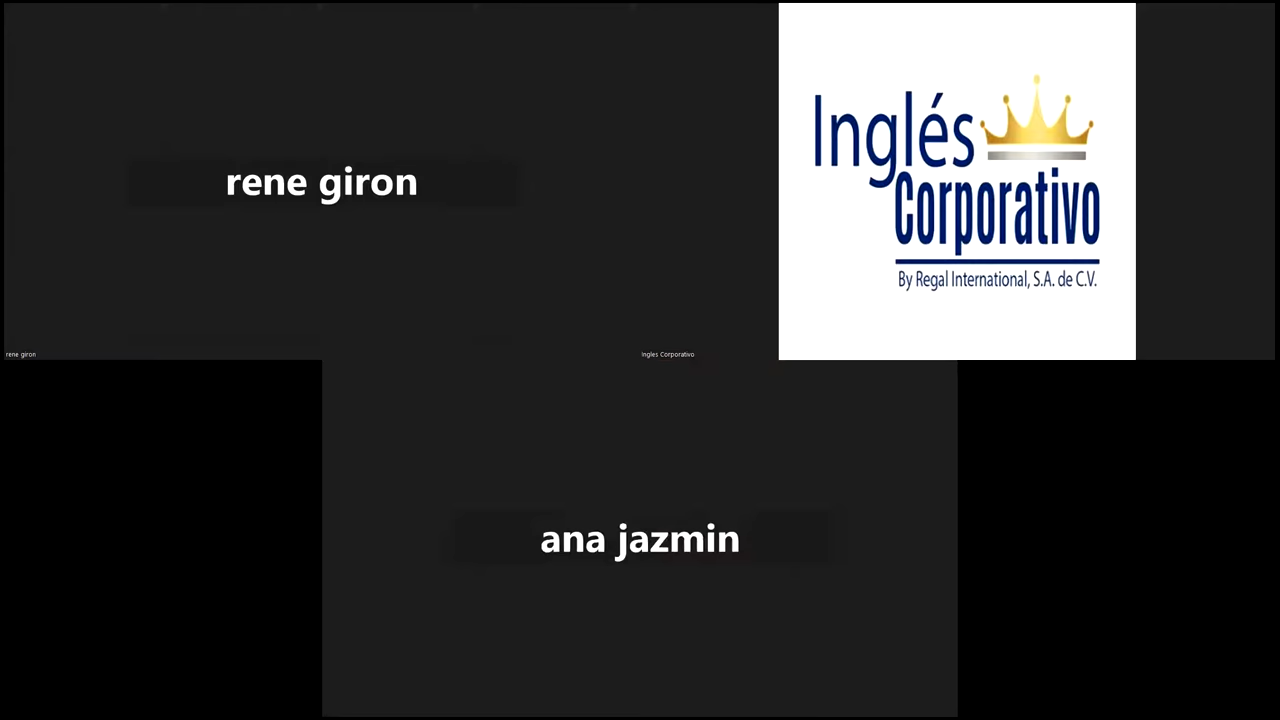 rene giron
rene giron
Inglés
Corporativo
By Regal International, S.A. de C.V.
Ingles Corporativo
ana jazmin